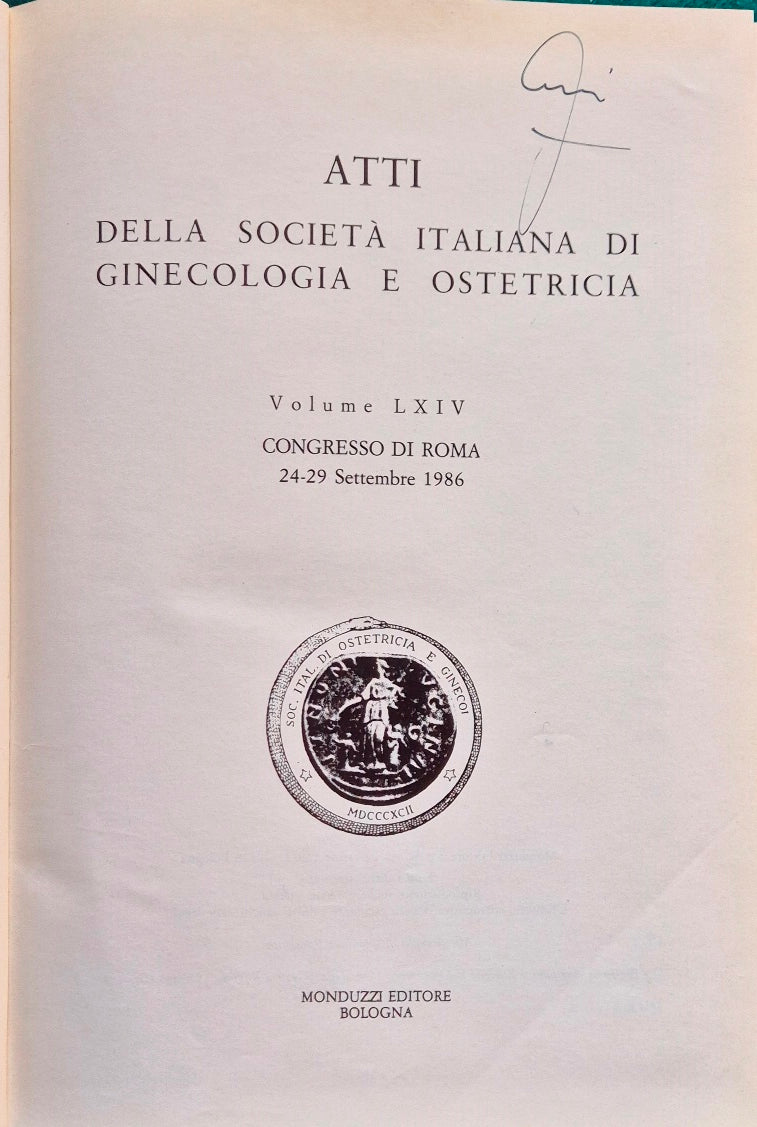 ATTI
DELLA SOCIETÀ ITALIANA DI
GINECOLOGIA E OSTETRICIA
Volume LXIV
CONGRESSO DI ROMA
24-29 Settembre 1986
SOC. ITAL. DI OSTETRICIA E GINECOL
MDCCCXCII
MONDUZZI EDITORE
BOLOGNA